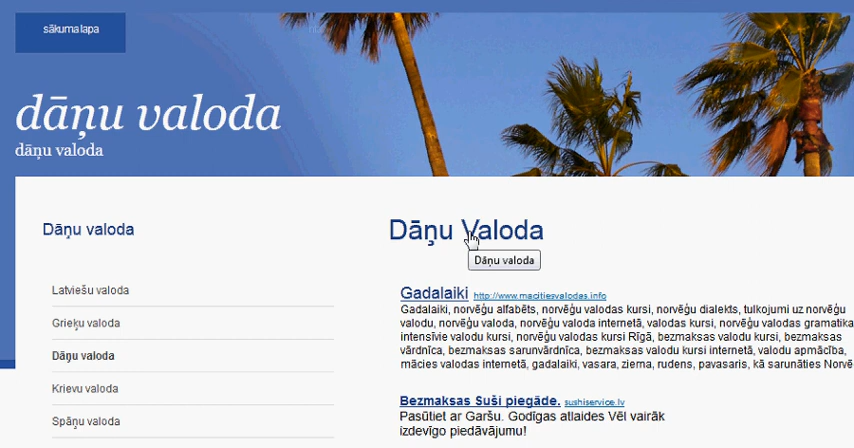 sākuma lapa
dāņu valoda
dāņu valoda
Dāņu valoda
Latviešu valoda
Grieķu valoda
Dāņu valoda
Krievu valoda
Spāņu valoda
Dāņu Valoda
Dāņu valoda
Gadalaiki http://www.macitiesvalodas.info
Gadalaiki, norvēģu alfabēts, norvēģu valodas kursi, norvēģu dialekts, tulkojumi uz norvēģu
valodu, norvēģu valoda, norvēģu valoda internetā, valodas kursi, norvēģu valodas gramatika
intensīvie valodu kursi, norvēģu valodas kursi Rīgā, bezmaksas valodu kursi, bezmaksas
vārdnīca, bezmaksas sarunvārdnīca, bezmaksas valodu kursi internetā, valodu apmācība,
mācies valodas internetā, gadalaiki, vasara, ziema, rudens, pavasaris, kā sarunāties Norvē
Bezmaksas Suši piegāde. sushiservice.lv
Pasūtiet ar Garšu. Godīgas atlaides Vēl vairāk
izdevīgo piedāvājumu!